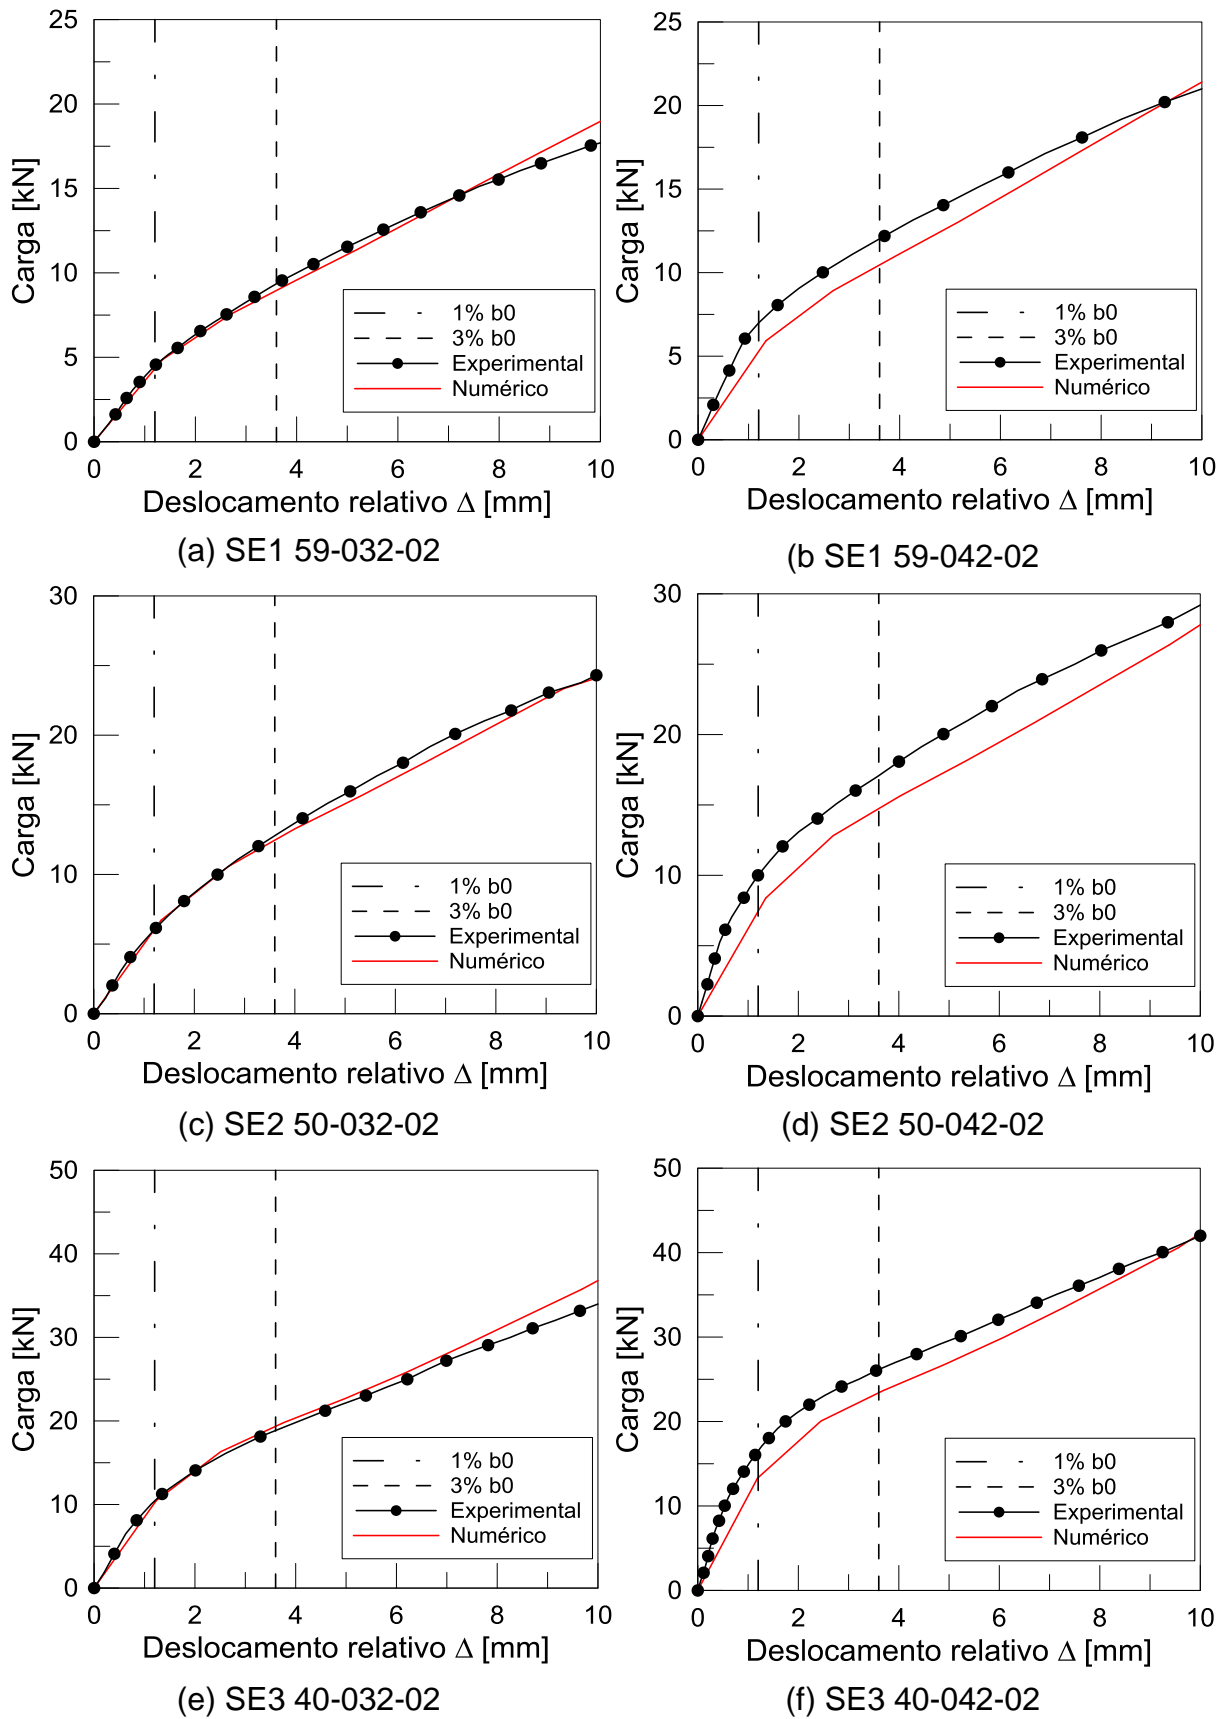 25
20
15
10
5
0
Carga [kN]
1% b0
3% b0
Experimental
Numérico
0 2 4 6 8 10
Deslocamento relativo Δ [mm]
(a) SE1 59-032-02
25
20
15
10
5
0
Carga [kN]
1% b0
3% b0
Experimental
Numérico
0 2 4 6 8 10
Deslocamento relativo Δ [mm]
(b SE1 59-042-02
30
20
10
0
Carga [kN]
1% b0
3% b0
Experimental
Numérico
0 2 4 6 8 10
Deslocamento relativo Δ [mm]
(c) SE2 50-032-02
30
20
10
0
Carga [kN]
1% b0
3% b0
Experimental
Numérico
0 2 4 6 8 10
Deslocamento relativo Δ [mm]
(d) SE2 50-042-02
50
40
30
20
10
0
Carga [kN]
1% b0
3% b0
Experimental
Numérico
0 2 4 6 8 10
Deslocamento relativo Δ [mm]
(e) SE3 40-032-02
50
40
30
20
10
0
Carga [kN]
1% b0
3% b0
Experimental
Numérico
0 2 4 6 8 10
Deslocamento relativo Δ [mm]
(f) SE3 40-042-02